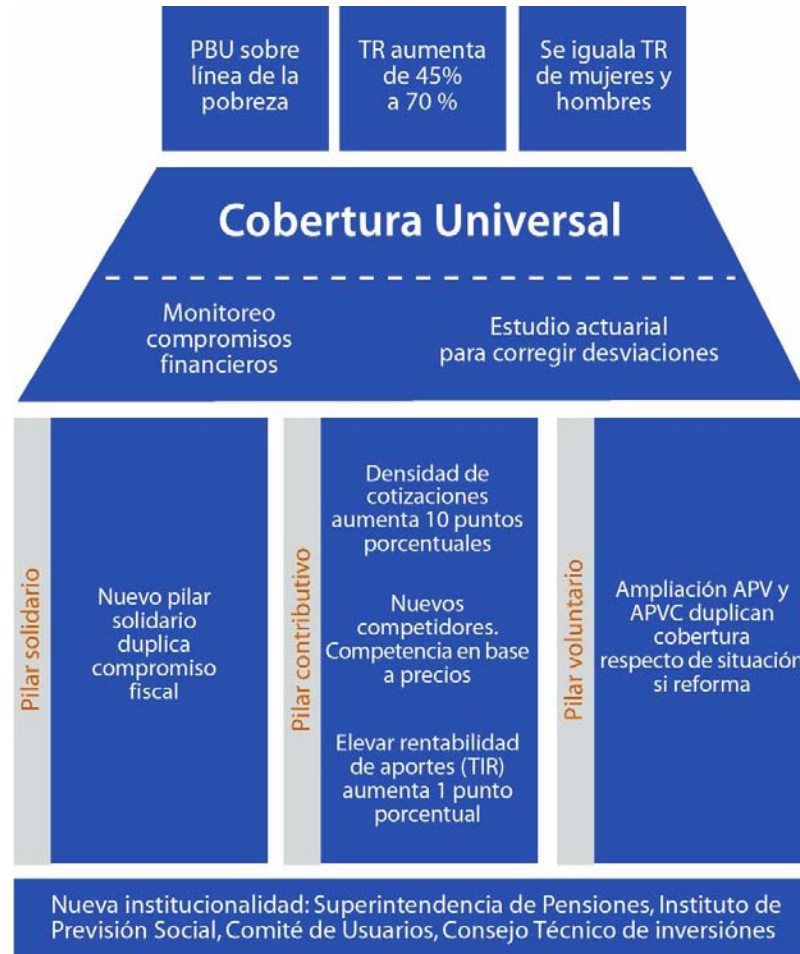 PBU sobre
línea de la
pobreza
TR aumenta
de 45%
a 70 %
Se iguala TR
de mujeres y
hombres
Cobertura Universal
Monitoreo
compromisos
financieros
Estudio actuarial
para corregir desviaciones
Pilar solidario
Nuevo pilar
solidario
duplica
compromiso
fiscal
Pilar contributivo
Densidad de
cotizaciones
aumenta 10 puntos
porcentuales
Nuevos
competidores.
Competencia en base
a precios
Elevar rentabilidad
de aportes (TIR)
aumenta 1 punto
porcentual
Pilar voluntario
Ampliación APV y
APVC duplican
cobertura
respecto de situación
si reforma
Nueva institucionalidad: Superintendencia de Pensiones, Instituto de
Previsión Social, Comité de Usuarios, Consejo Técnico de inversiónes